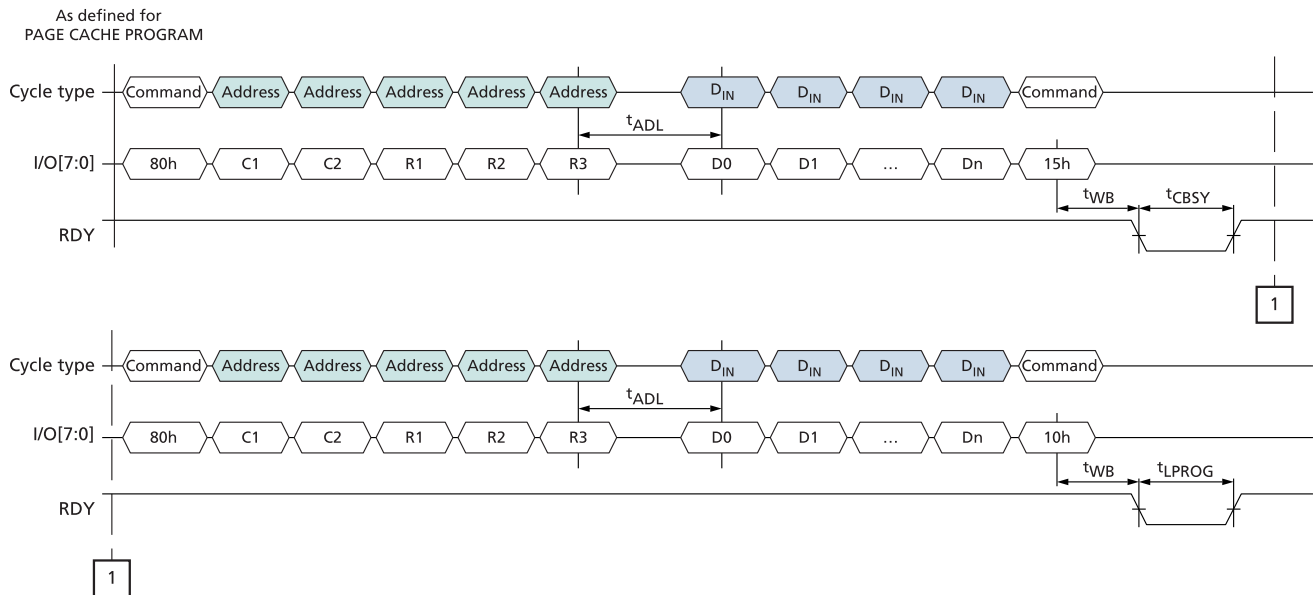 As defined for
PAGE CACHE PROGRAM
Cycle type Command Address Address Address Address Address DIN DIN DIN DIN Command
tADL
I/O[7:0] 80h C1 C2 R1 R2 R3 D0 D1 … Dn 15h
tWB tCBSY
RDY
1
Cycle type Command Address Address Address Address Address DIN DIN DIN DIN Command
tADL
I/O[7:0] 80h C1 C2 R1 R2 R3 D0 D1 … Dn 10h
tWB tLPROG
RDY
1